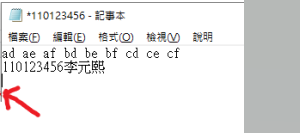 *110123456 - 記事本
檔案(F) 編輯(E) 格式(O) 檢視(V) 說明
ad ae af bd be bf cd ce cf
110123456李元熙